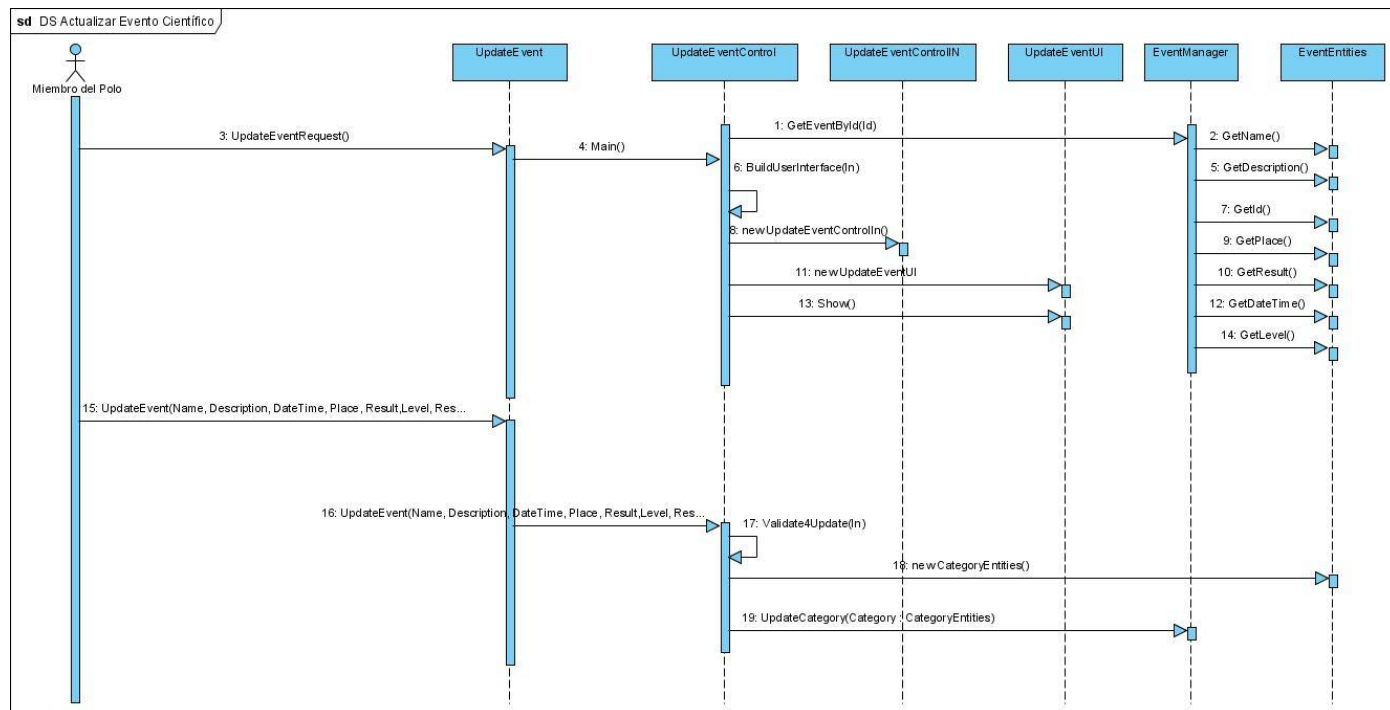 sd DS Actualizar Evento Científico
UpdateEvent
UpdateEventControl
UpdateEventControlIN
UpdateEventUI
EventManager
EventEntities
Miembro del Polo
1: GetEventById(Id)
3: UpdateEventRequest()
2: GetName()
4: Main()
6: BuildUserInterface(In)
5: GetDescription()
7: GetId()
8: newUpdateEventControlIn()
9: GetPlace()
11: newUpdateEventUI
10: GetResult()
13: Show()
12: GetDateTime()
14: GetLevel()
15: UpdateEvent(Name, Description, DateTime, Place, Result,Level, Res...
16: UpdateEvent(Name, Description, DateTime, Place, Result,Level, Res...
17: Validate4Update(In)
18: newCategoryEntities()
19: UpdateCategory(Category : CategoryEntities)